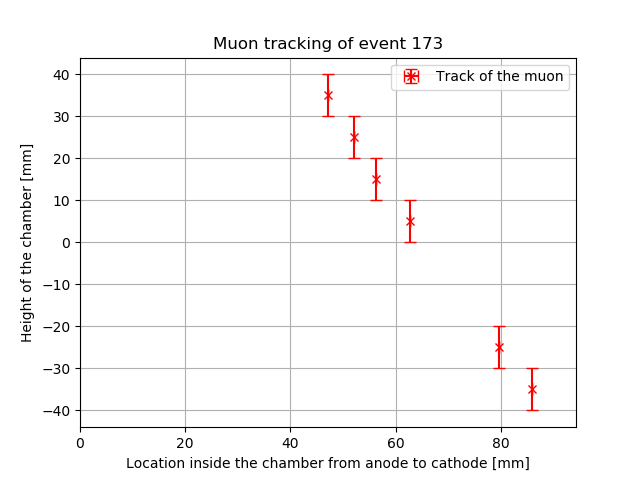 Muon tracking of event 173
Track of the muon
40
30
20
10
0
−10
−20
−30
−40
Height of the chamber [mm]
0 20 40 60 80
Location inside the chamber from anode to cathode [mm]